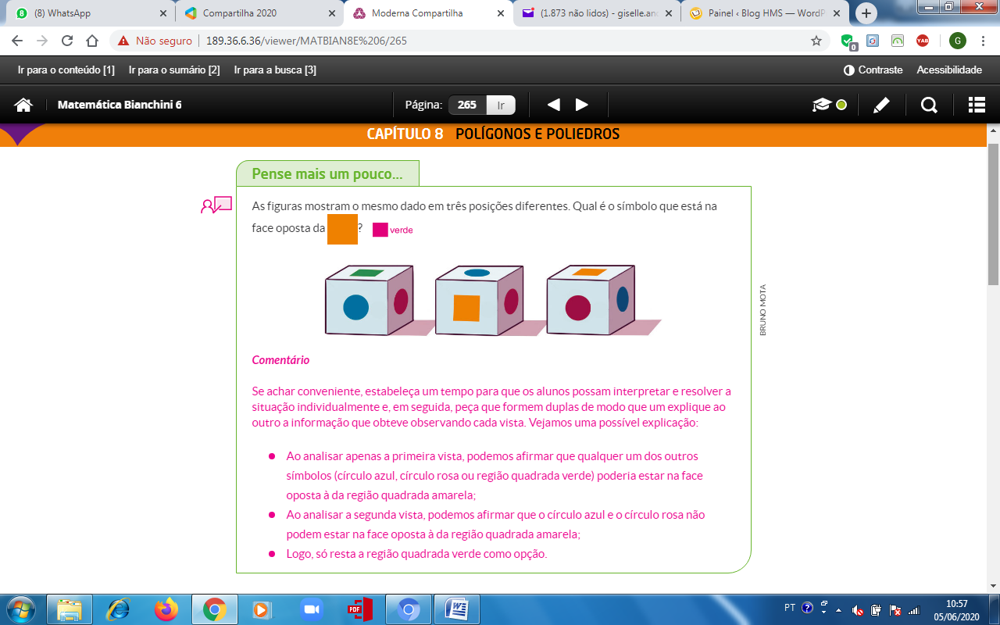 (8) WhatsApp
Compartilha 2020
Moderna Compartilha
(1.873 não lidos) - giselle.and
Painel ‹ Blog HMS — WordP
Não seguro
189.36.6.36/viewer/MATBIAN8E%206/265
0
YAB
G
Ir para o conteúdo [1]
Ir para o sumário [2]
Ir para a busca [3]
Contraste
Acessibilidade
Matemática Bianchini 6
Página:
265
Ir
CAPÍTULO 8 POLÍGONOS E POLIEDROS
Pense mais um pouco...
As figuras mostram o mesmo dado em três posições diferentes. Qual é o símbolo que está na
face oposta da ? verde
BRUNO MOTA
Comentário
Se achar conveniente, estabeleça um tempo para que os alunos possam interpretar e resolver a
situação individualmente e, em seguida, peça que formem duplas de modo que um explique ao
outro a informação que obteve observando cada vista. Vejamos uma possível explicação:
Ao analisar apenas a primeira vista, podemos afirmar que qualquer um dos outros
símbolos (círculo azul, círculo rosa ou região quadrada verde) poderia estar na face
oposta à da região quadrada amarela;
Ao analisar a segunda vista, podemos afirmar que o círculo azul e o círculo rosa não
podem estar na face oposta à da região quadrada amarela;
Logo, só resta a região quadrada verde como opção.
PDF
PT
10:57
05/06/2020